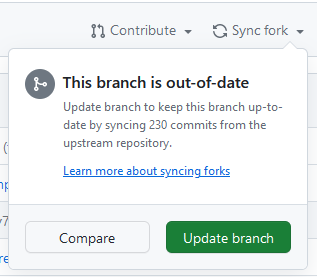 Contribute Sync fork
This branch is out-of-date
Update branch to keep this branch up-to-
date by syncing 230 commits from the
upstream repository.
Learn more about syncing forks
Compare Update branch